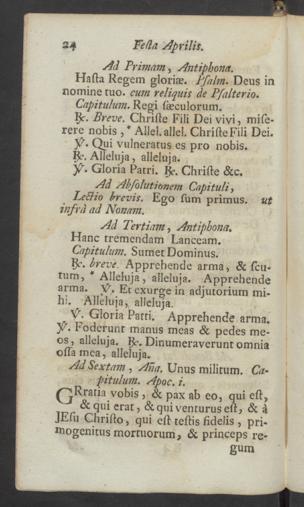 24 Festa Aprilis.
Ad Primam, Antiphona.
Hasta Regem gloriæ. Psalm. Deus in
nomine tuo. cum reliquis de Psalterio.
Capitulum. Regi sæculorum.
℟. Breve. Christe Fili Dei vivi, mise-
rere nobis, * Allel. allel. Christe Fili Dei.
℣. Qui vulneratus es pro nobis.
℟. Alleluja, alleluja.
℣. Gloria Patri. ℟. Christe &c.
Ad Absolutionem Capituli,
Lectio brevis. Ego sum primus. ut
infrà ad Nonam.
Ad Tertiam, Antiphona.
Hanc tremendam Lanceam.
Capitulum. Sumet Dominus.
℟. breve. Apprehende arma, & scu-
tum, * Alleluja, alleluja. Apprehende
arma. ℣. Et exurge in adjutorium mi-
hi. Alleluja, alleluja.
℣. Gloria Patti. Apprehende arma.
℣. Foderunt manus meas & pedes me-
os, alleluja. ℟. Dinumeraverunt omnia
ossa mea, alleluja.
Ad Sextam, Aña. Unus militum. Ca-
pitulum. Apoc. i.
GRratia vobis, & pax ab eo, qui est,
& qui erat, & qui venturus est, & à
JEsu Christo, qui est testis fidelis, pri-
mogenitus mortuorum, & princeps re-
gum